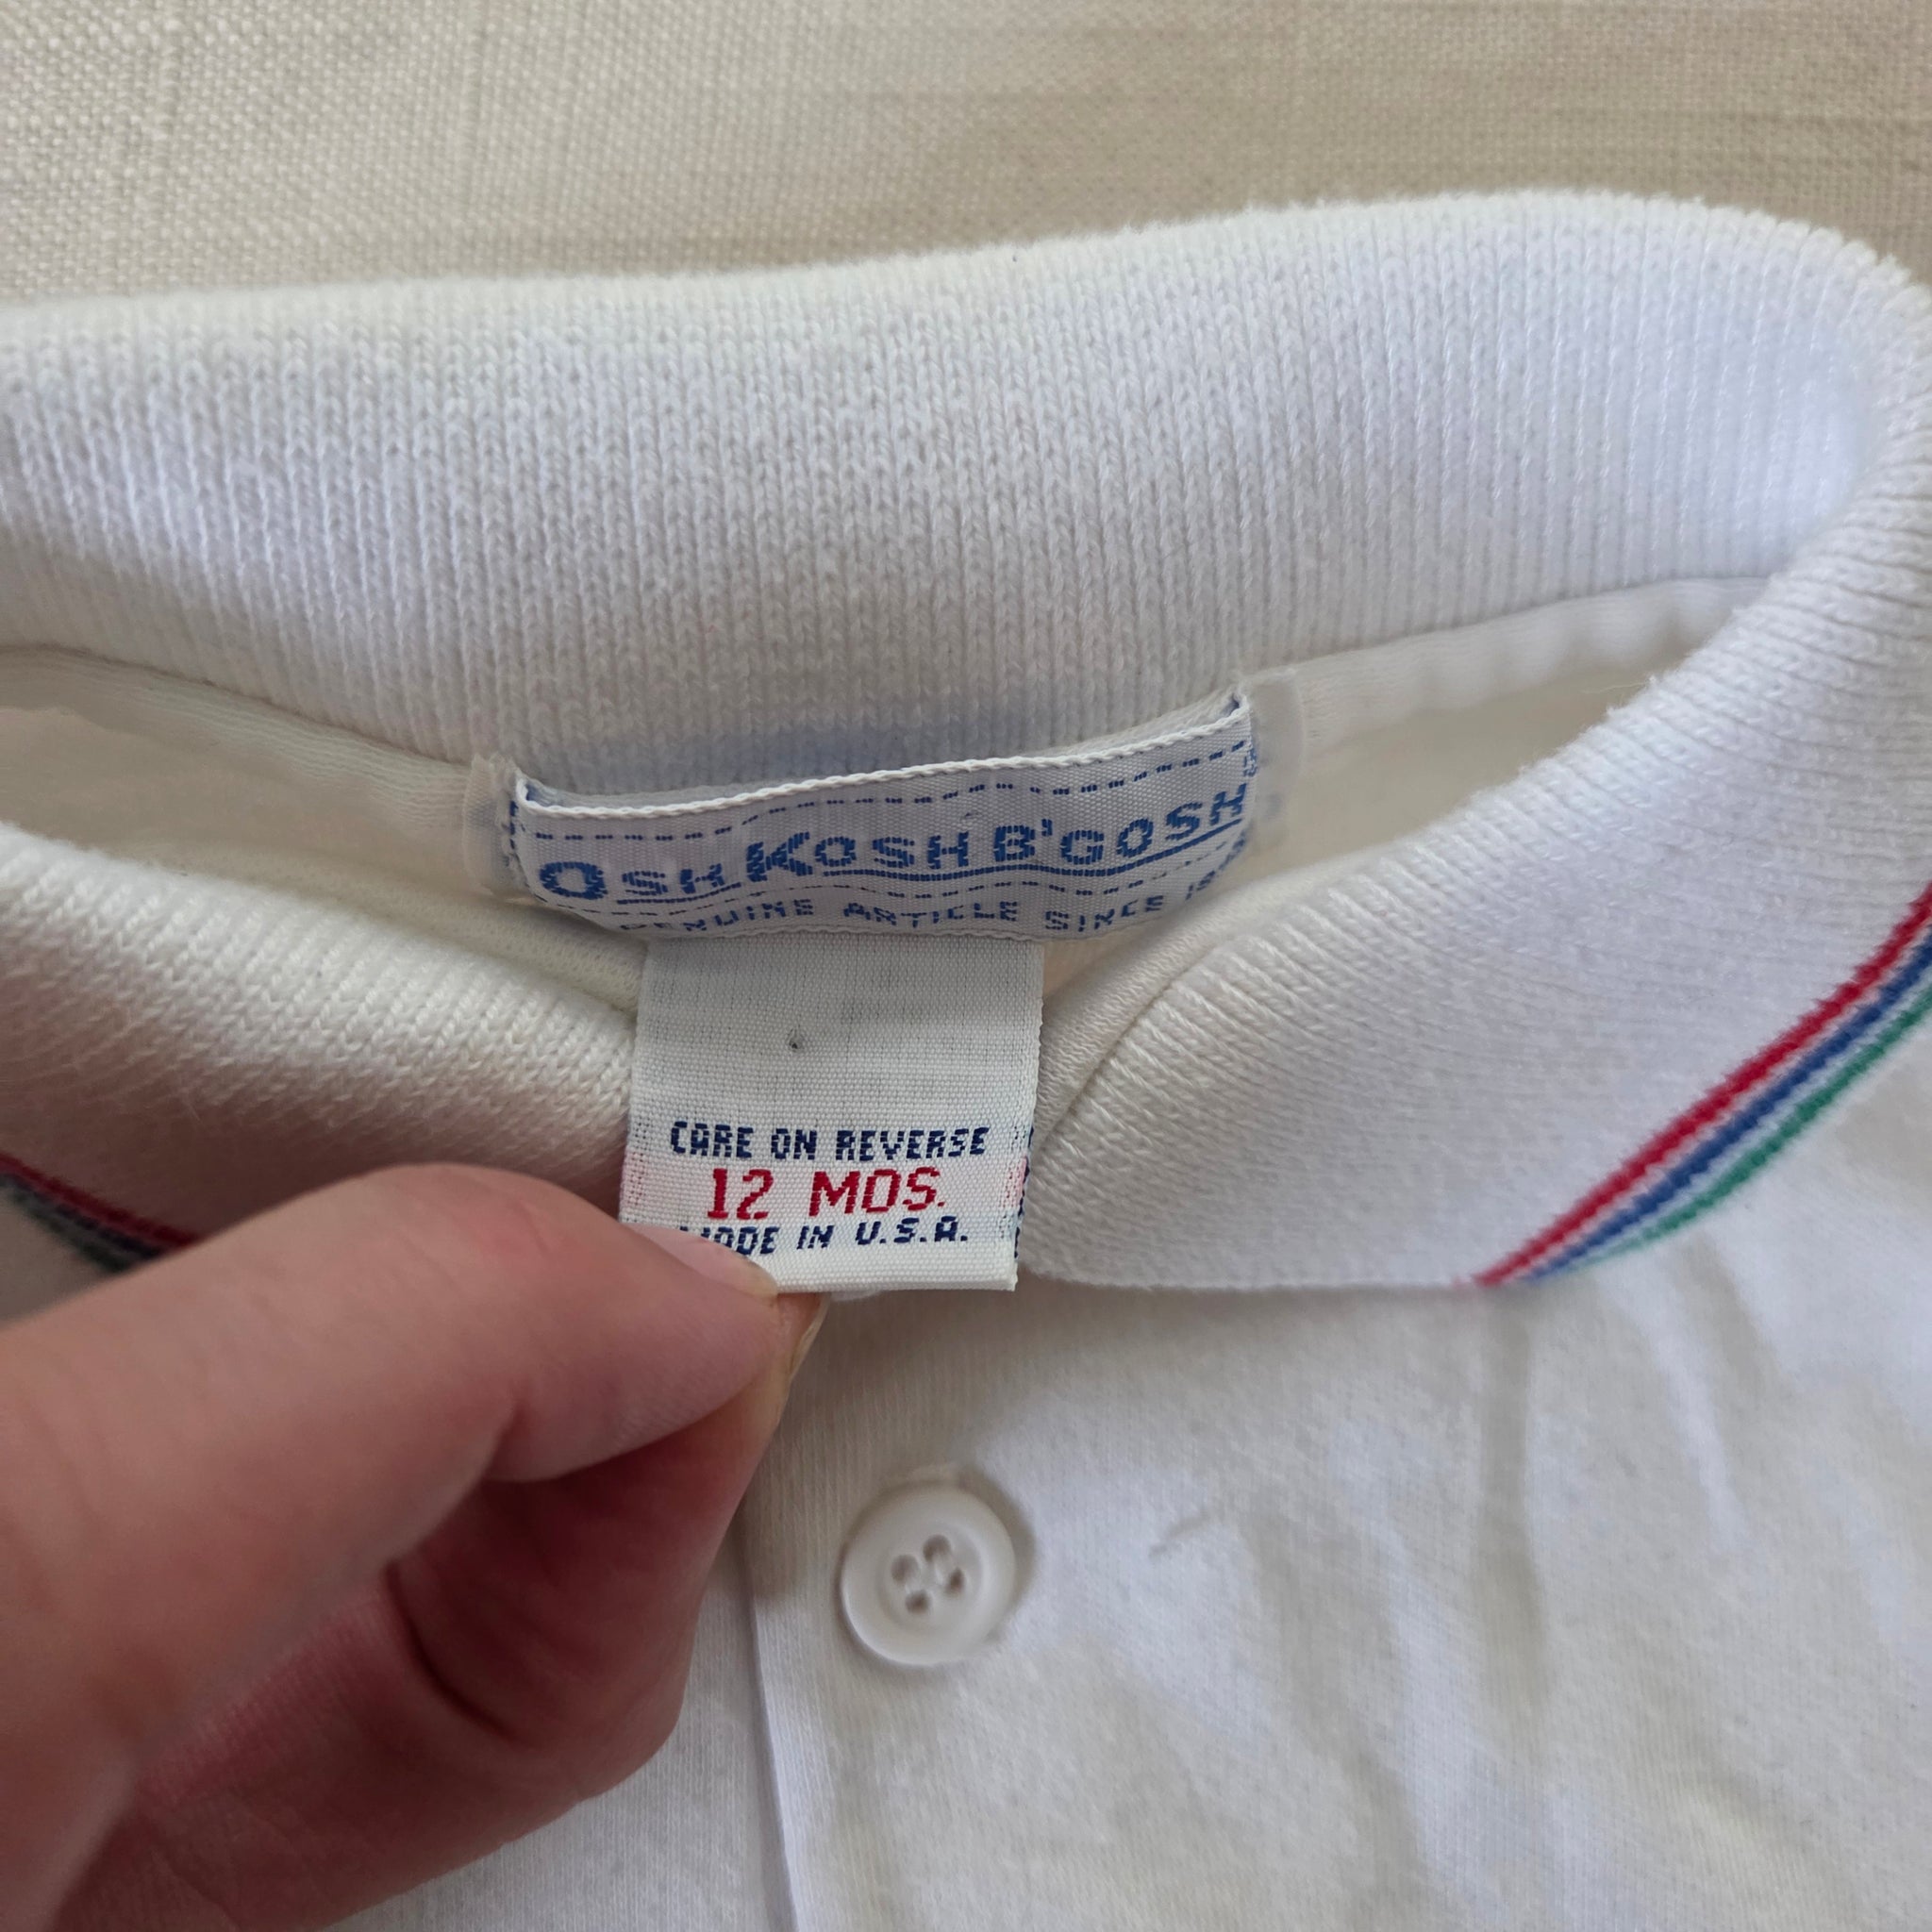 OSHKOSH B'GOSH
GENUINE ARTICLE SINCE
CARE ON REVERSE
12 MOS.
MADE IN U.S.A.